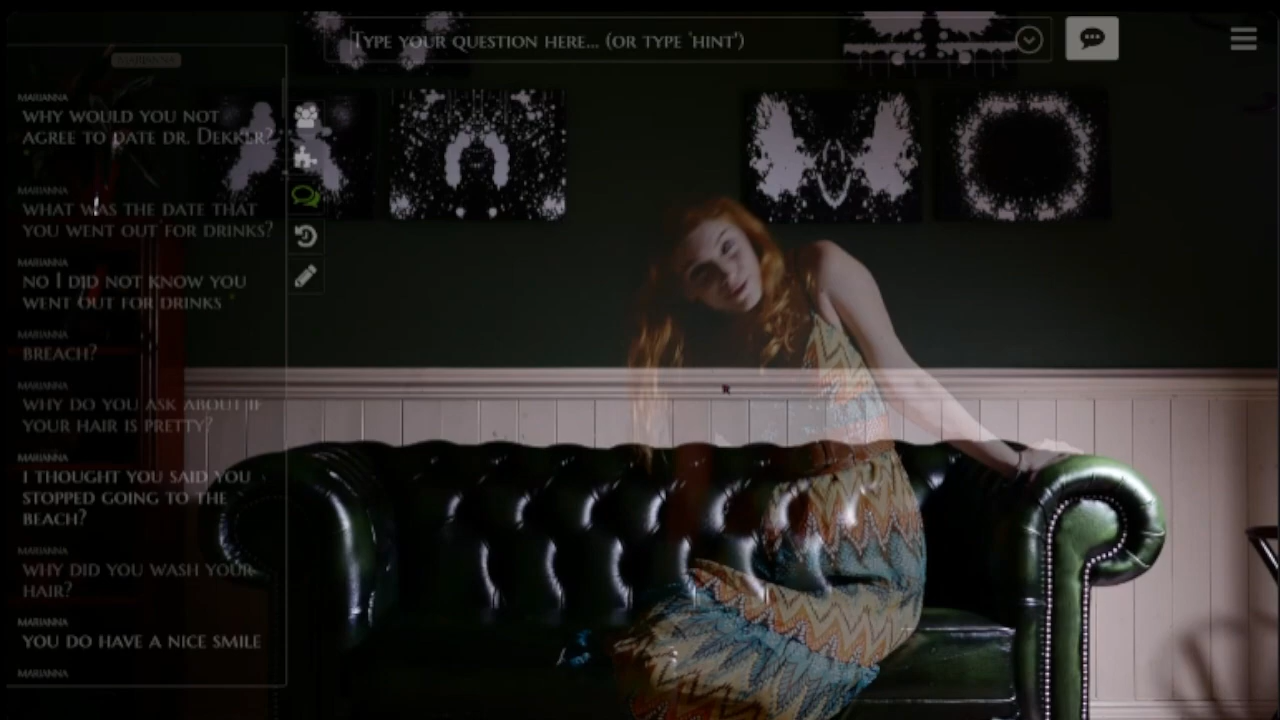 Type your question here... (or type 'hint')
MARIANNA
MARIANNA
WHY WOULD YOU NOT
AGREE TO DATE DR. DEKKER?
MARIANNA
WHAT WAS THE DATE THAT
YOU WENT OUT FOR DRINKS?
MARIANNA
NO I DID NOT KNOW YOU
WENT OUT FOR DRINKS
MARIANNA
BREACH?
MARIANNA
WHY DO YOU ASK ABOUT IF
YOUR HAIR IS PRETTY?
MARIANNA
I THOUGHT YOU SAID YOU
STOPPED GOING TO THE
BEACH?
MARIANNA
WHY DID YOU WASH YOUR
HAIR?
MARIANNA
YOU DO HAVE A NICE SMILE
MARIANNA